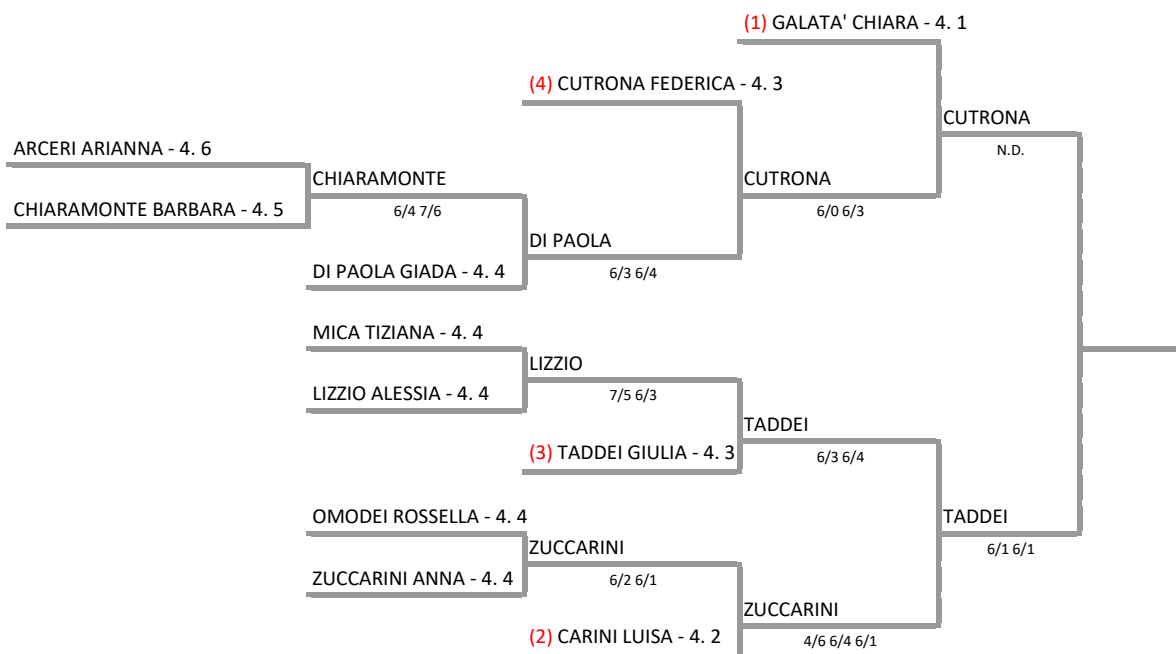 (1) GALATA' CHIARA - 4. 1
(4) CUTRONA FEDERICA - 4. 3
CUTRONA
N.D.
ARCERI ARIANNA - 4. 6
CHIARAMONTE
CUTRONA
CHIARAMONTE BARBARA - 4. 5
6/4 7/6
6/0 6/3
DI PAOLA
DI PAOLA GIADA - 4. 4
6/3 6/4
MICA TIZIANA - 4. 4
LIZZIO
LIZZIO ALESSIA - 4. 4
7/5 6/3
TADDEI
(3) TADDEI GIULIA - 4. 3
6/3 6/4
OMODEI ROSSELLA - 4. 4
TADDEI
ZUCCARINI
6/1 6/1
ZUCCARINI ANNA - 4. 4
6/2 6/1
ZUCCARINI
(2) CARINI LUISA - 4. 2
4/6 6/4 6/1